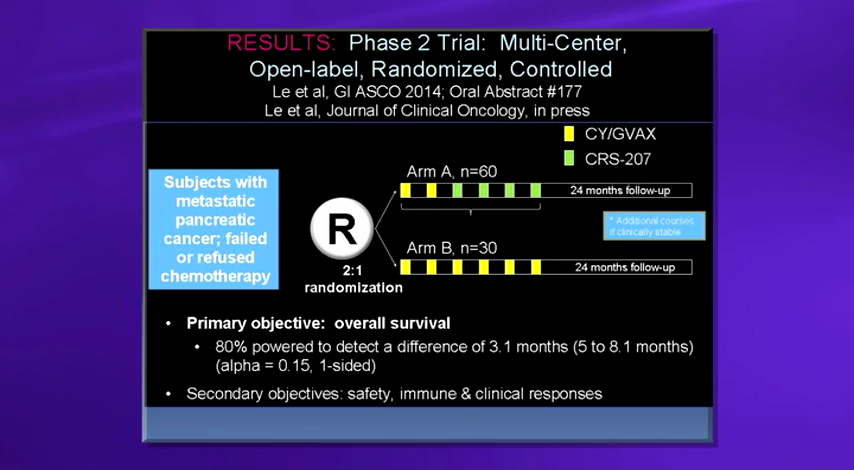 RESULTS: Phase 2 Trial: Multi-Center,
Open-label, Randomized, Controlled
Le et al, GI ASCO 2014; Oral Abstract #177
Le et al, Journal of Clinical Oncology, in press
CY/GVAX
CRS-207
Subjects with
metastatic
pancreatic
cancer; failed
or refused
chemotherapy
R
2:1
randomization
Arm A, n=60
24 months follow-up
* Additional courses
if clinically stable
Arm B, n=30
24 months follow-up
• Primary objective: overall survival
• 80% powered to detect a difference of 3.1 months (5 to 8.1 months)
(alpha = 0.15, 1-sided)
• Secondary objectives: safety, immune & clinical responses